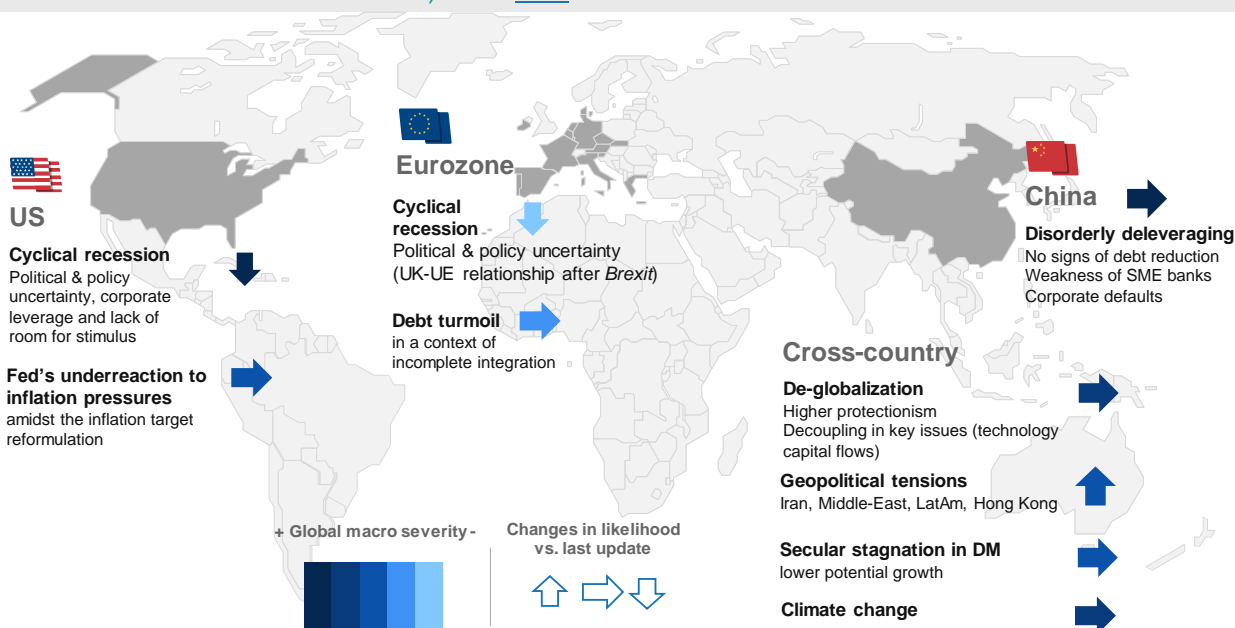 US
Cyclical recession
Political & policy
uncertainty, corporate
leverage and lack of
room for stimulus
Fed's underreaction to
inflation pressures
amidst the inflation target
reformulation
Eurozone
Cyclical
recession
Political & policy uncertainty
(UK-UE relationship after Brexit)
Debt turmoil
in a context of
incomplete integration
China
Disorderly deleveraging
No signs of debt reduction
Weakness of SME banks
Corporate defaults
Cross-country
De-globalization
Higher protectionism
Decoupling in key issues (technology
capital flows)
Geopolitical tensions
Iran, Middle-East, LatAm, Hong Kong
Secular stagnation in DM
lower potential growth
Climate change
+ Global macro severity -
Changes in likelihood
vs. last update